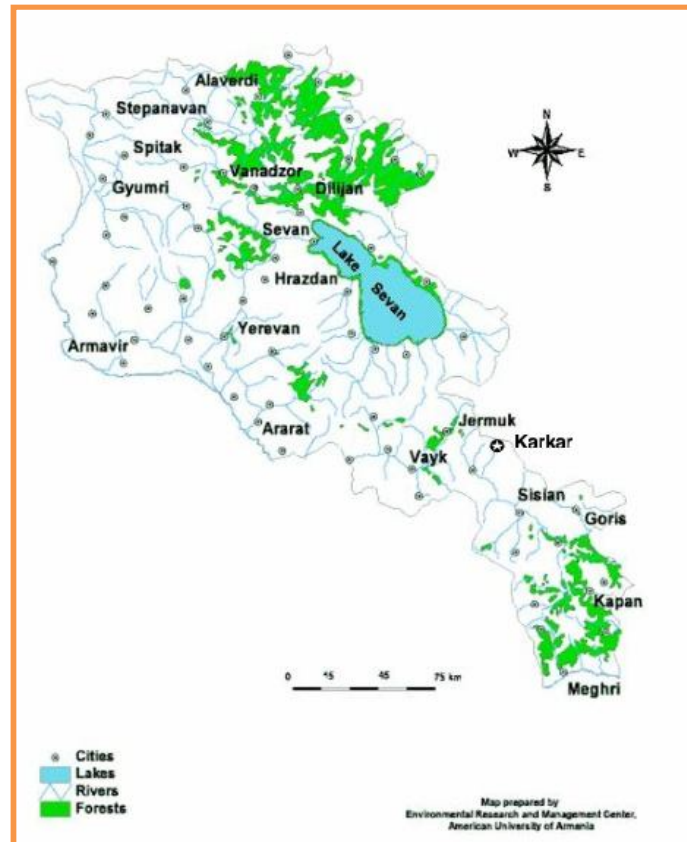 Alaverdi
Stepanavan
Spitak
Vanadzor
Gyumri
Dilijan
Sevan
Lake
Sevan
Hrazdan
Yerevan
Armavir
Ararat
Jermuk
Karkar
Vayk
Sisian
Goris
Kapan
Meghri
N
W E
S
0 15 45 75 km
Cities
Lakes
Rivers
Forests
Map prepared by
Environmental Research and Management Center,
American University of Armania